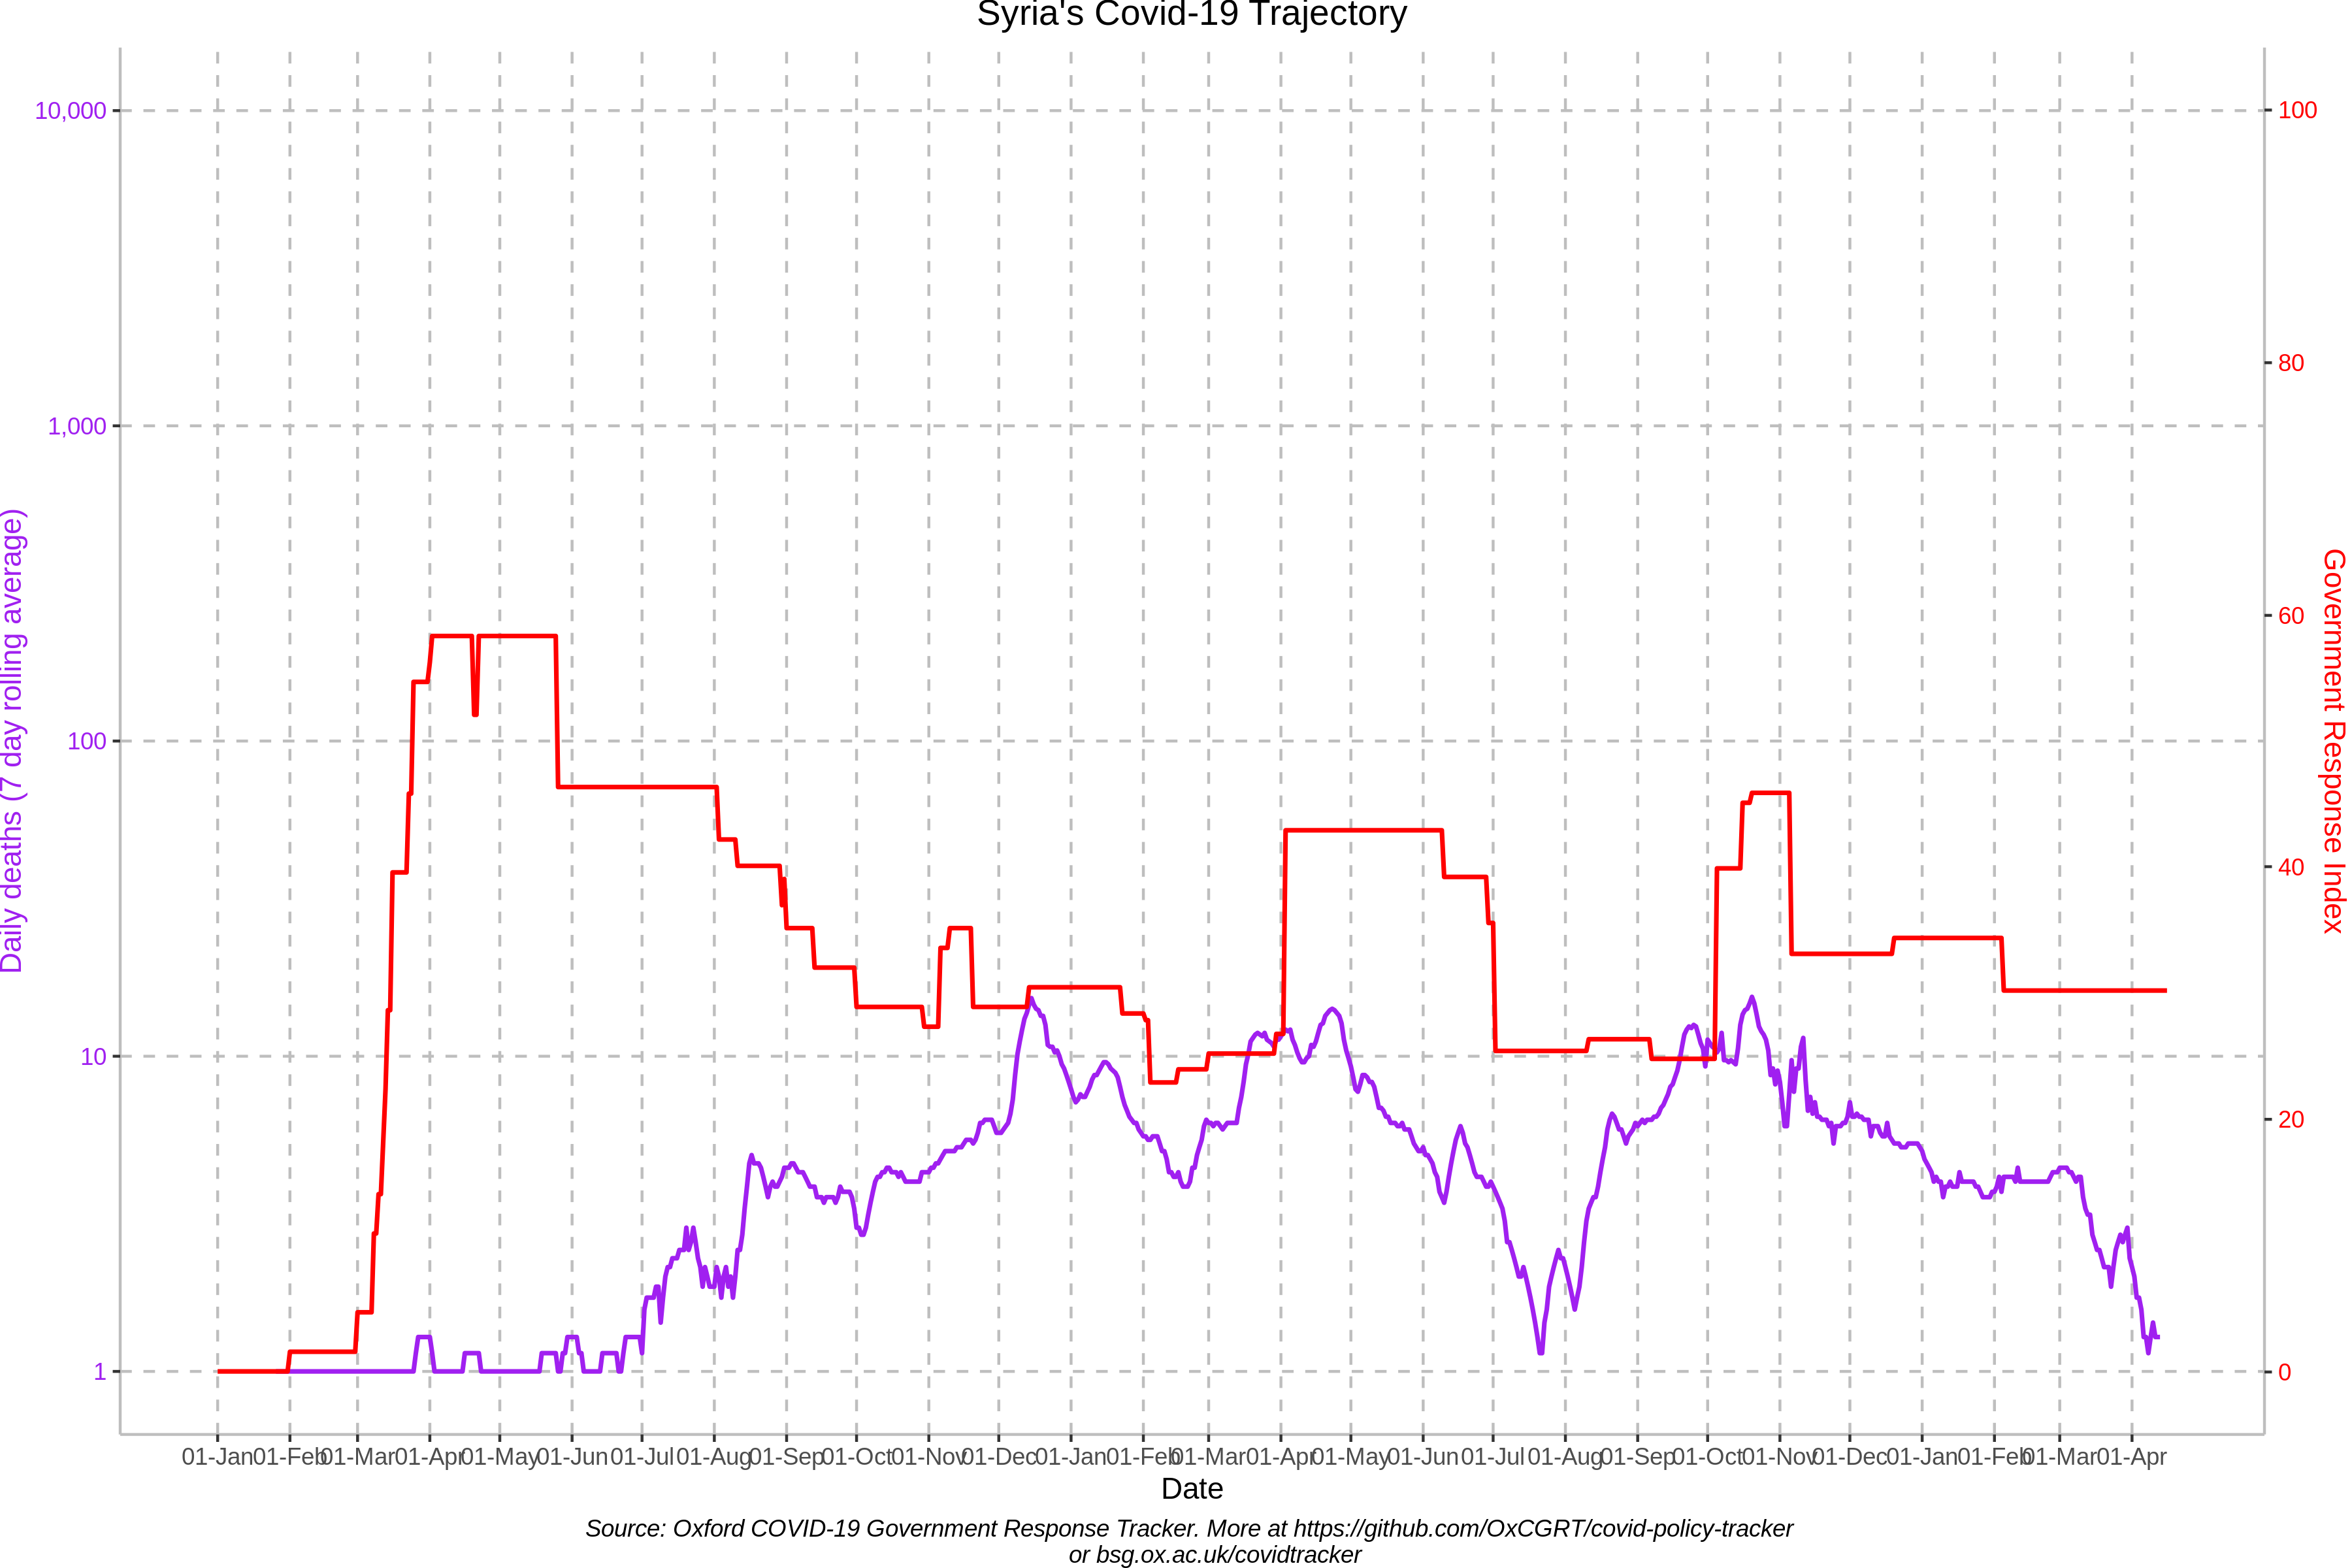 Syria's Covid-19 Trajectory
10,000
1,000
100
10
1
Daily deaths (7 day rolling average)
100
80
60
40
20
0
Government Response Index
01-Jan 01-Feb 01-Mar 01-Apr 01-May 01-Jun 01-Jul 01-Aug 01-Sep 01-Oct 01-Nov 01-Dec 01-Jan 01-Feb 01-Mar 01-Apr 01-May 01-Jun 01-Jul 01-Aug 01-Sep 01-Oct 01-Nov 01-Dec 01-Jan 01-Feb 01-Mar 01-Apr
Date
Source: Oxford COVID-19 Government Response Tracker. More at https://github.com/OxCGRT/covid-policy-tracker
or bsg.ox.ac.uk/covidtracker